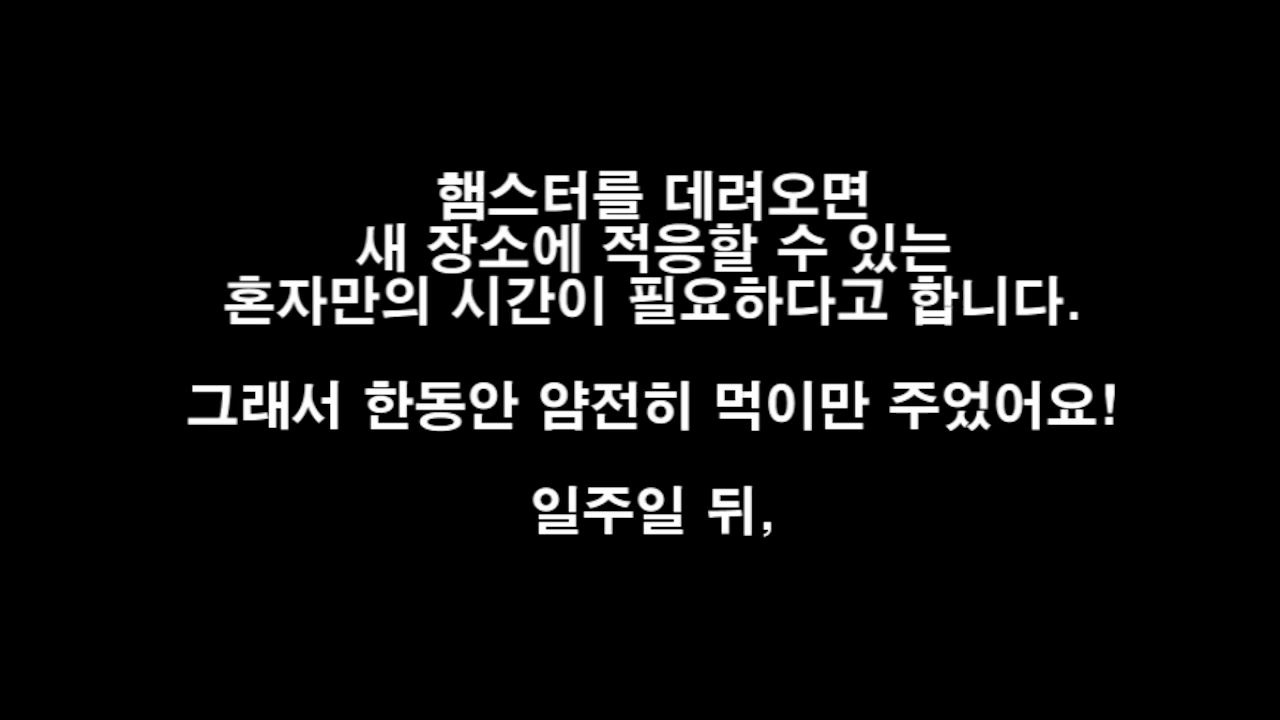 햄스터를 데려오면
새 장소에 적응할 수 있는
혼자만의 시간이 필요하다고 합니다.
그래서 한동안 얌전히 먹이만 주었어요!
일주일 뒤,